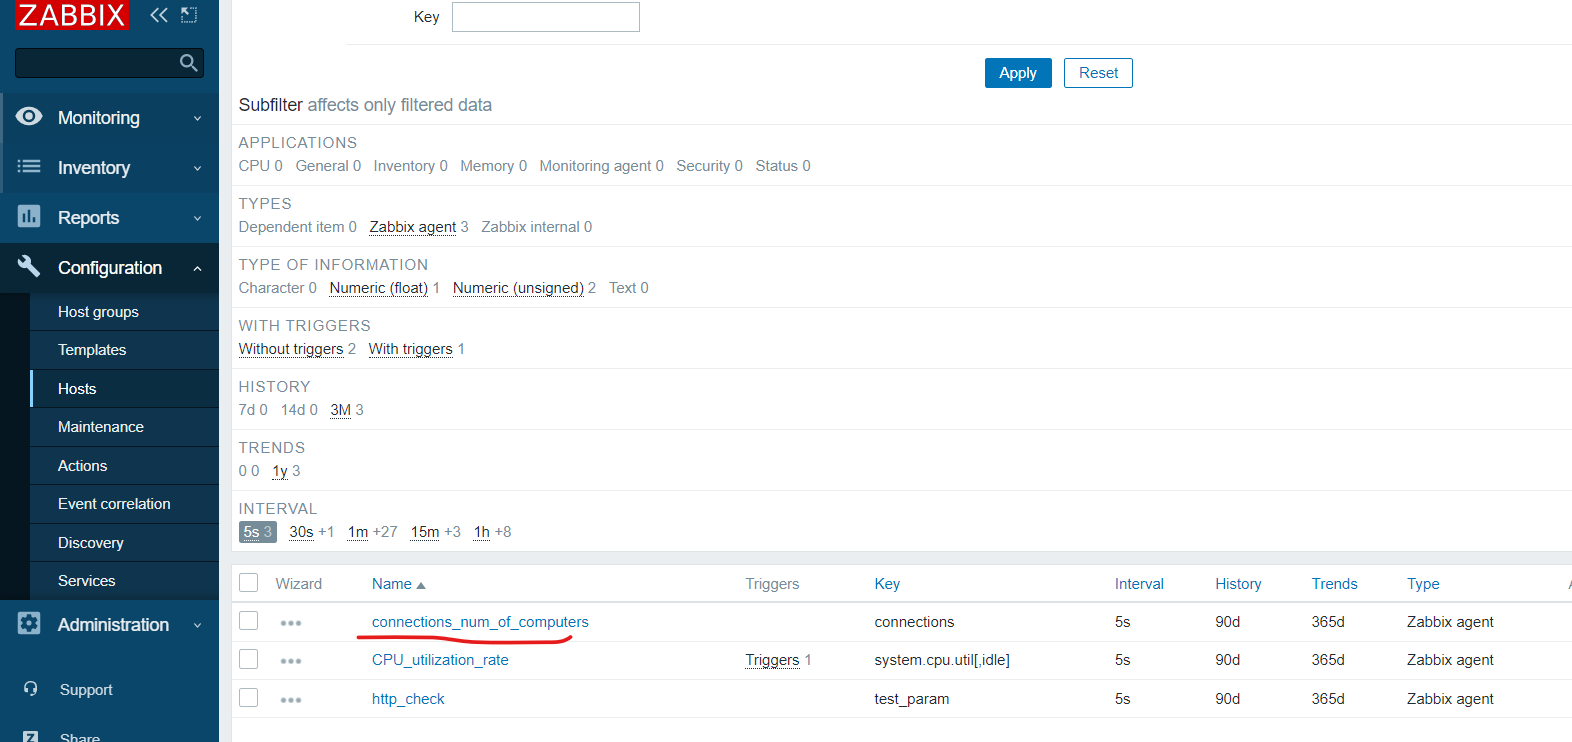 ZABBIX
Key
Apply Reset
Subfilter affects only filtered data
Monitoring
APPLICATIONS
CPU 0 General 0 Inventory 0 Memory 0 Monitoring agent 0 Security 0 Status 0
Inventory
TYPES
Dependent item 0 Zabbix agent 3 Zabbix internal 0
Reports
TYPE OF INFORMATION
Configuration
Character 0 Numeric (float) 1 Numeric (unsigned) 2 Text 0
Host groups
WITH TRIGGERS
Templates
Without triggers 2 With triggers 1
Hosts
HISTORY
7d 0 14d 0 3M 3
Maintenance
TRENDS
Actions
0 0 1y 3
Event correlation
INTERVAL
5s 3 30s +1 1m +27 15m +3 1h +8
Discovery
Services
Wizard Name Triggers Key Interval History Trends Type
Administration
connections_num_of_computers connections 5s 90d 365d Zabbix agent
CPU_utilization_rate Triggers 1 system.cpu.util[,idle] 5s 90d 365d Zabbix agent
Support
http_check test_param 5s 90d 365d Zabbix agent
Z Share